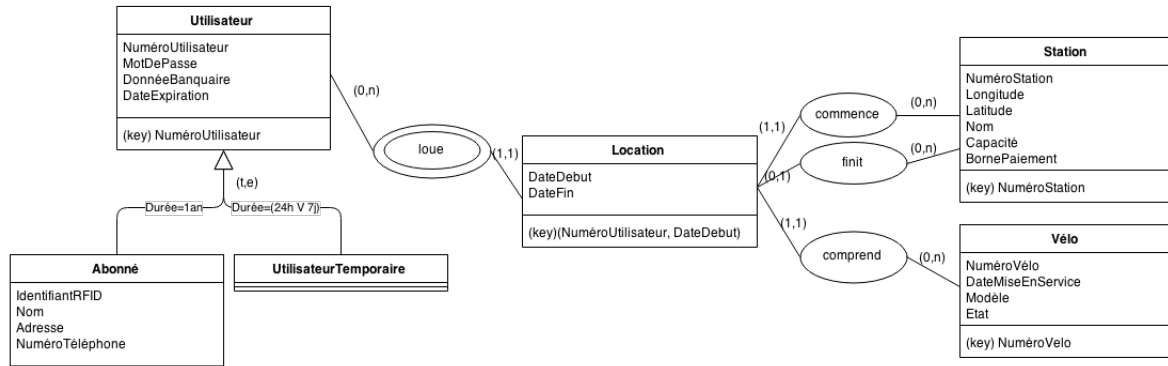 Utilisateur
NuméroUtilisateur
MotDePasse
DonnéeBanquaire
DateExpiration
(key) NuméroUtilisateur
(t,e)
Durée=1an
Durée=(24h V 7j)
Abonné
IdentifiantRFID
Nom
Adresse
NuméroTéléphone
UtilisateurTemporaire
(0,n)
loue
(1,1)
Location
DateDebut
DateFin
(key)(NuméroUtilisateur, DateDebut)
(1,1)
commence
(0,n)
(0,1)
finit
(0,n)
(1,1)
comprend
(0,n)
Station
NuméroStation
Longitude
Latitude
Nom
Capacité
BornePaiement
(key) NuméroStation
Vélo
NuméroVélo
DateMiseEnService
Modèle
Etat
(key) NuméroVelo